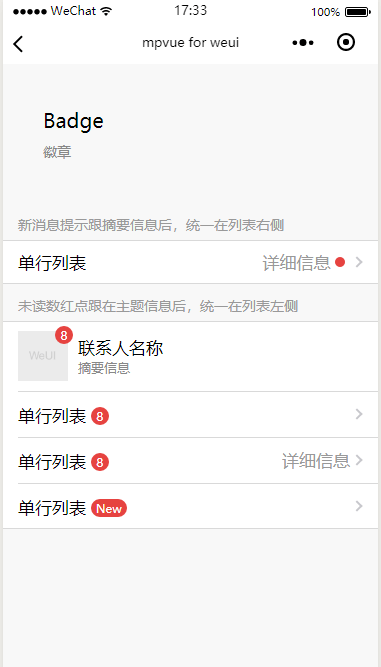 WeChat 17:33 100%
mpvue for weui
Badge
徽章
新消息提示跟摘要信息后，统一在列表右侧
单行列表 详细信息
未读数红点跟在主题信息后，统一在列表左侧
WeUI 8
联系人名称
摘要信息
单行列表 8
单行列表 8 详细信息
单行列表 New